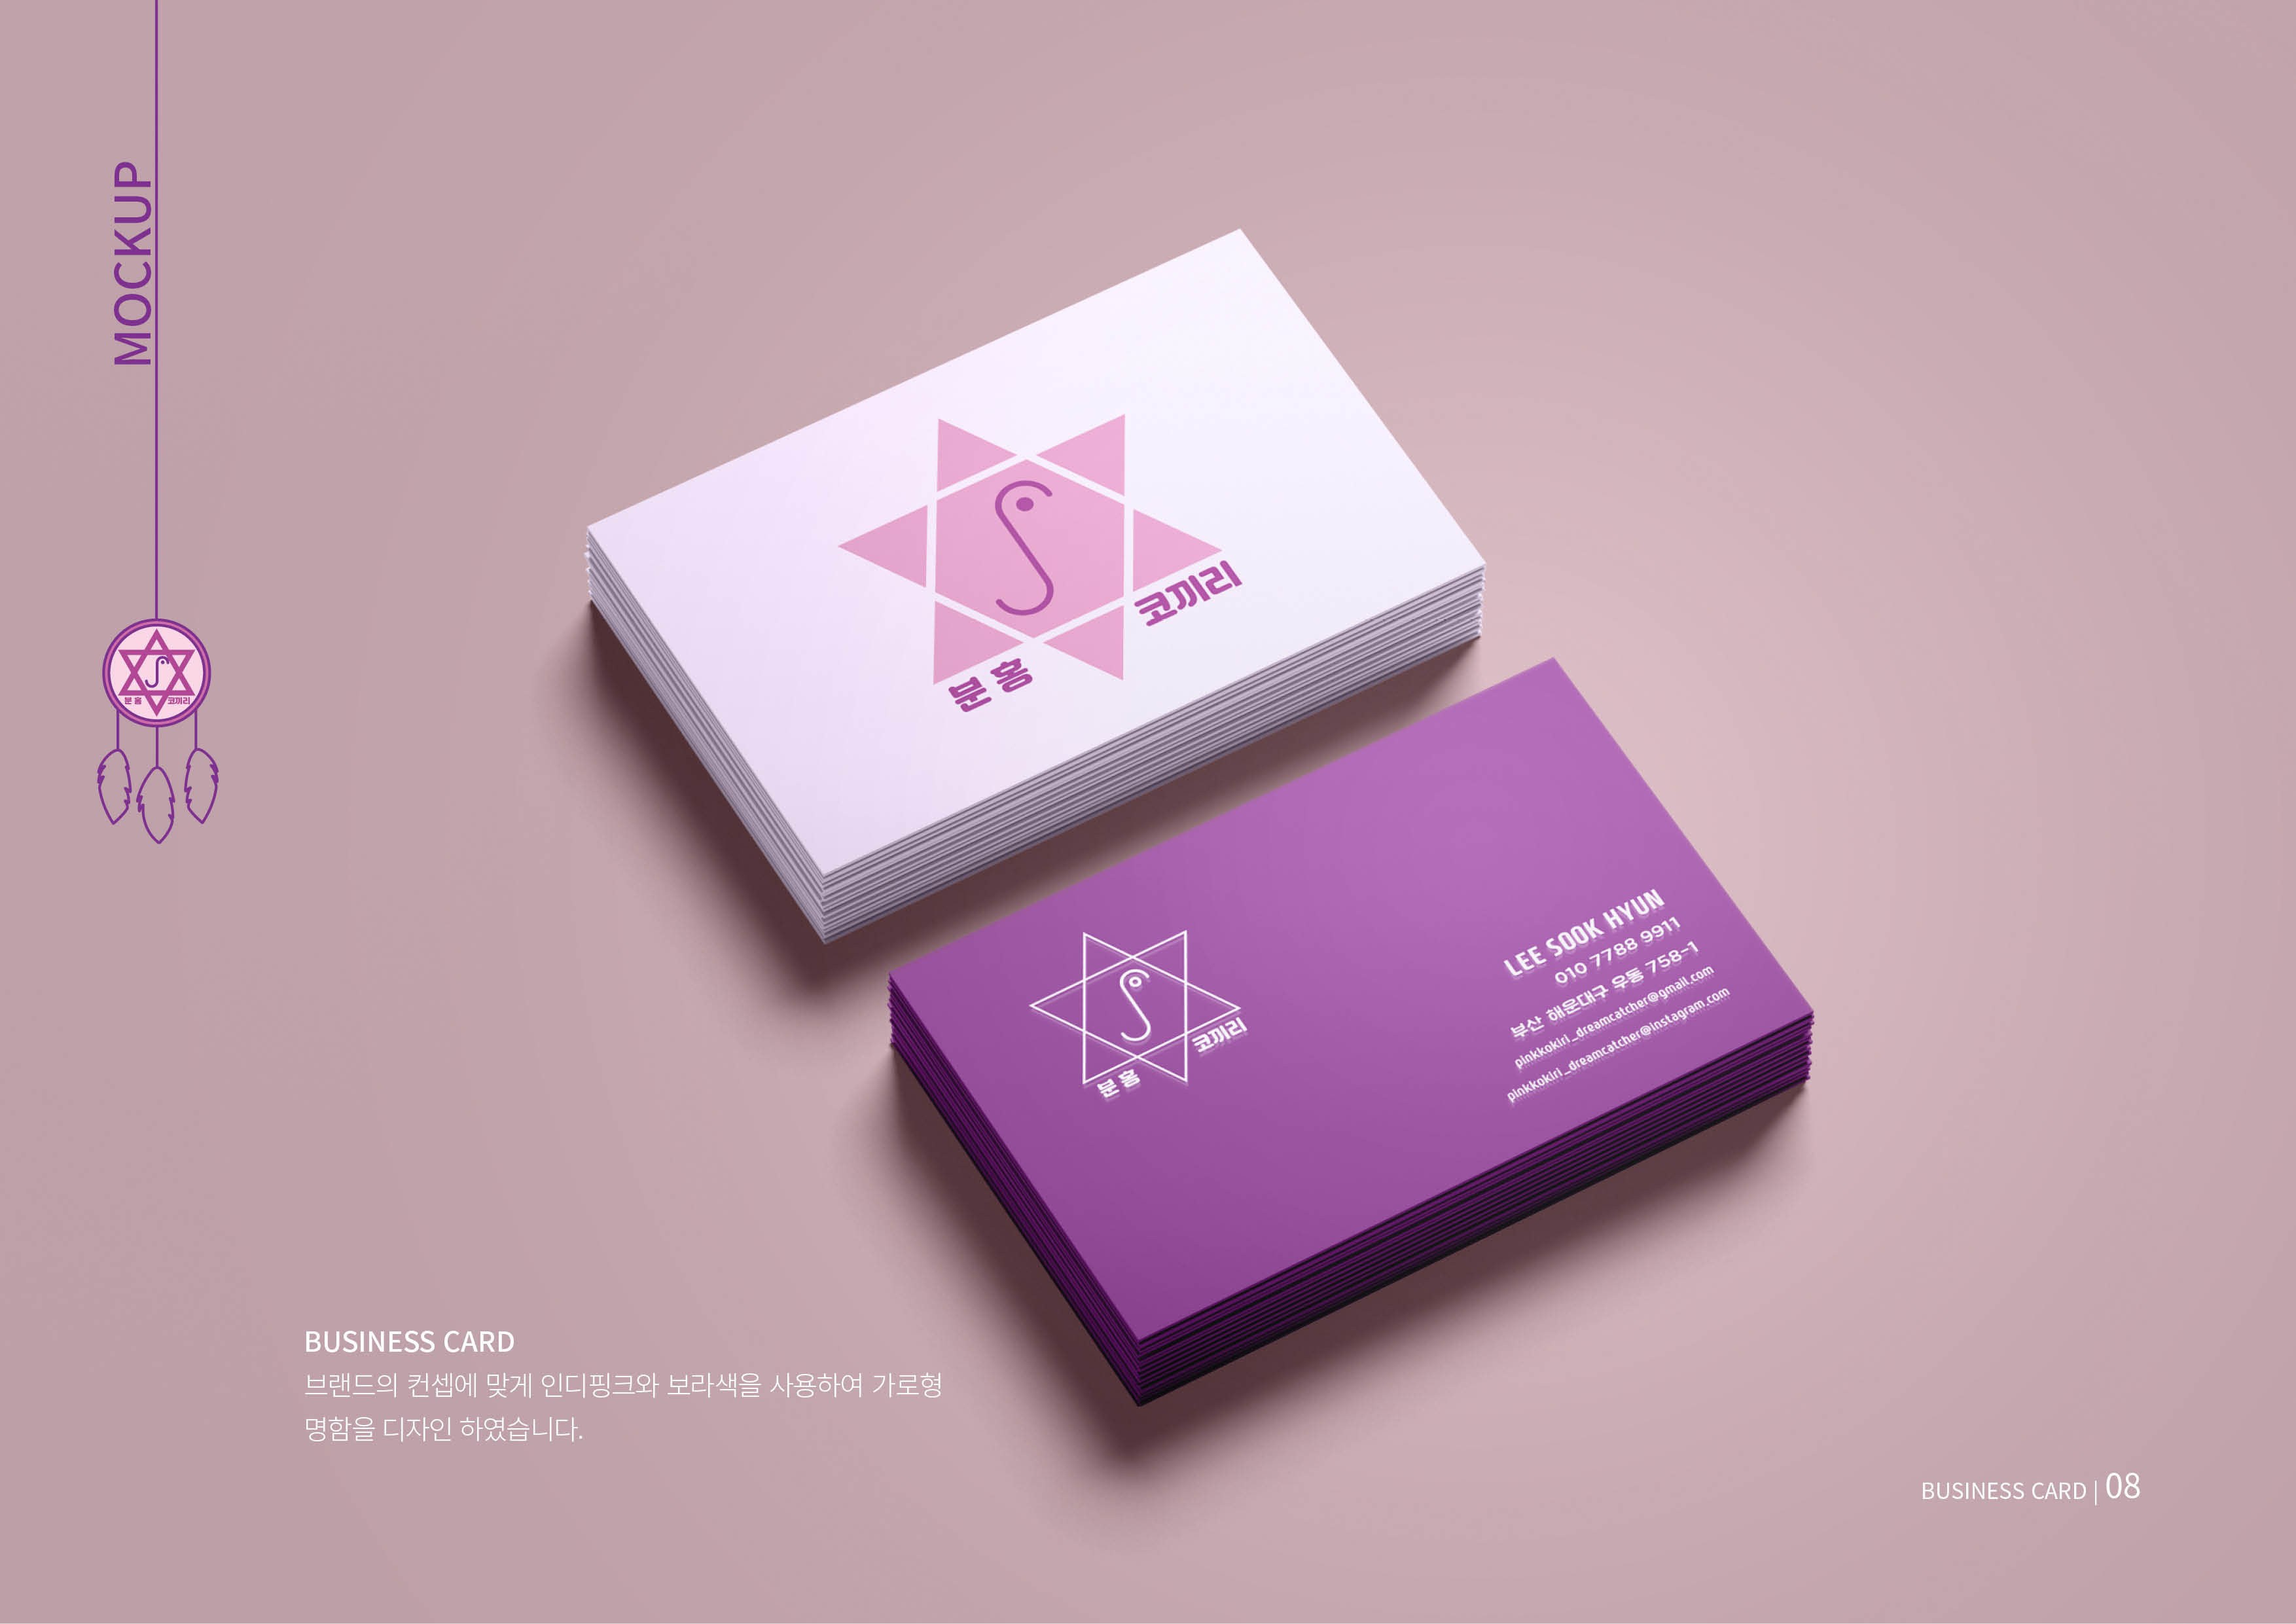 MOCKUP
분홍 코끼리
분홍
코끼리
LEE SOOK HYUN
010 7788 9911
부산 해운대구 우동 758-1
pinkkokiri_dreamcatcher@gmail.com
pinkkokiri_dreamcatcher@instagram.com
분홍
코끼리
BUSINESS CARD
브랜드의 컨셉에 맞게 인디핑크와 보라색을 사용하여 가로형
명함을 디자인 하였습니다.
BUSINESS CARD | 08